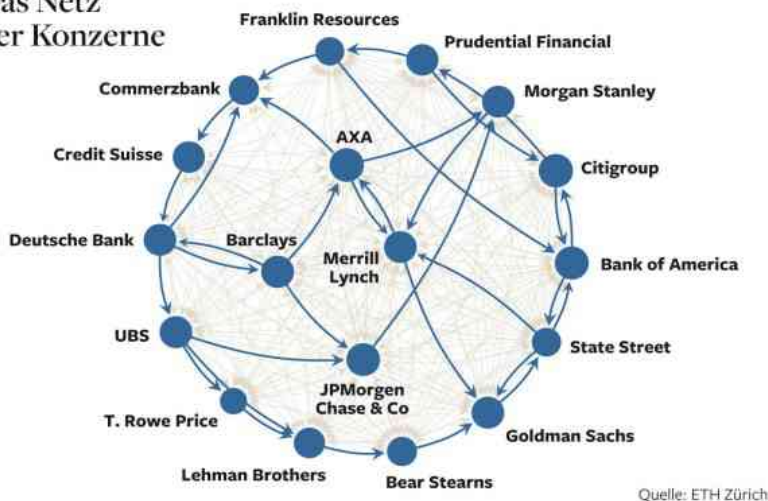 as Netz
er Konzerne
Franklin Resources
Prudential Financial
Commerzbank
Morgan Stanley
AXA
Credit Suisse
Citigroup
Deutsche Bank
Barclays
Merrill
Lynch
Bank of America
UBS
State Street
JPMorgen
Chase & Co
T. Rowe Price
Goldman Sachs
Lehman Brothers
Bear Stearns
Quelle: ETH Zürich